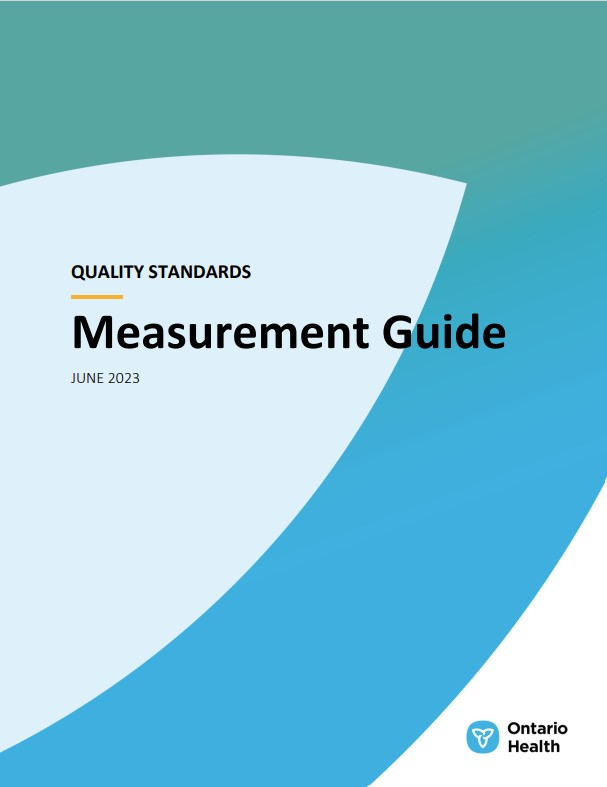 QUALITY STANDARDS
Measurement Guide
JUNE 2023
Ontario
Health